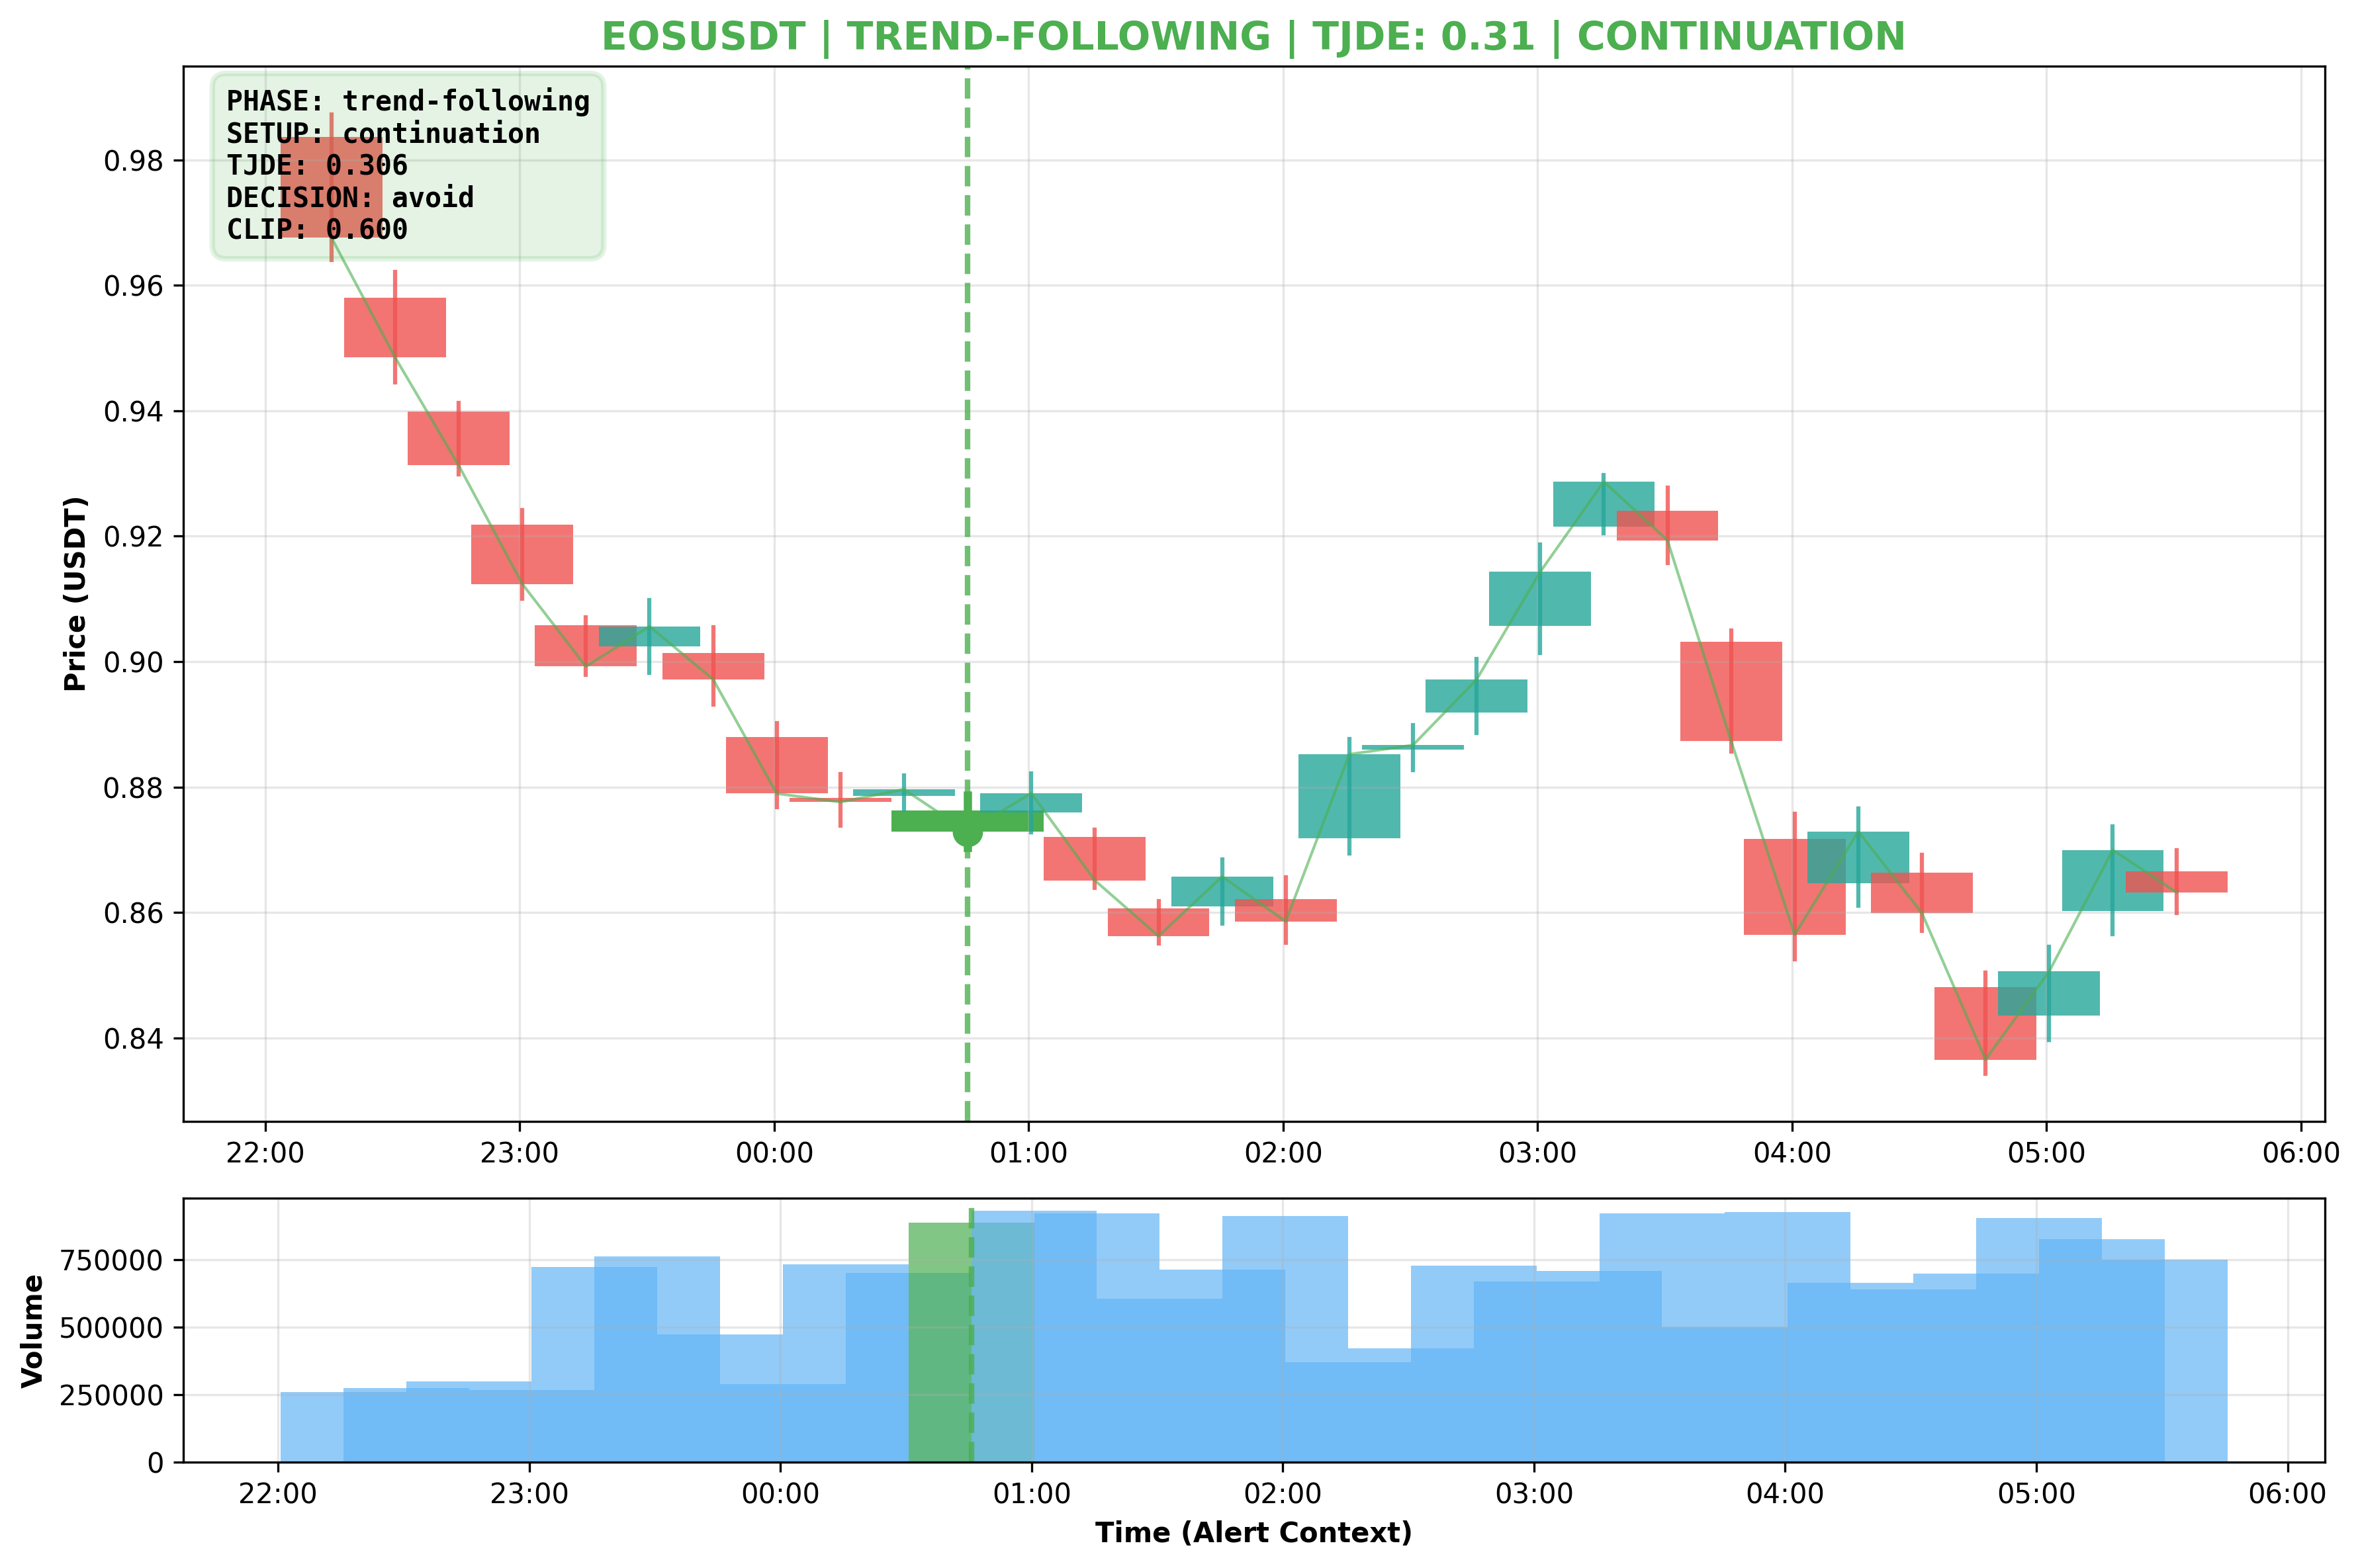 EOSUSDT | TREND-FOLLOWING | TJDE: 0.31 | CONTINUATION
PHASE: trend-following
SETUP: continuation
TJDE: 0.306
DECISION: avoid
CLIP: 0.600
Price (USDT)
0.98
0.96
0.94
0.92
0.90
0.88
0.86
0.84
22:00 23:00 00:00 01:00 02:00 03:00 04:00 05:00 06:00
Volume
750000
500000
250000
0
22:00 23:00 00:00 01:00 02:00 03:00 04:00 05:00 06:00
Time (Alert Context)